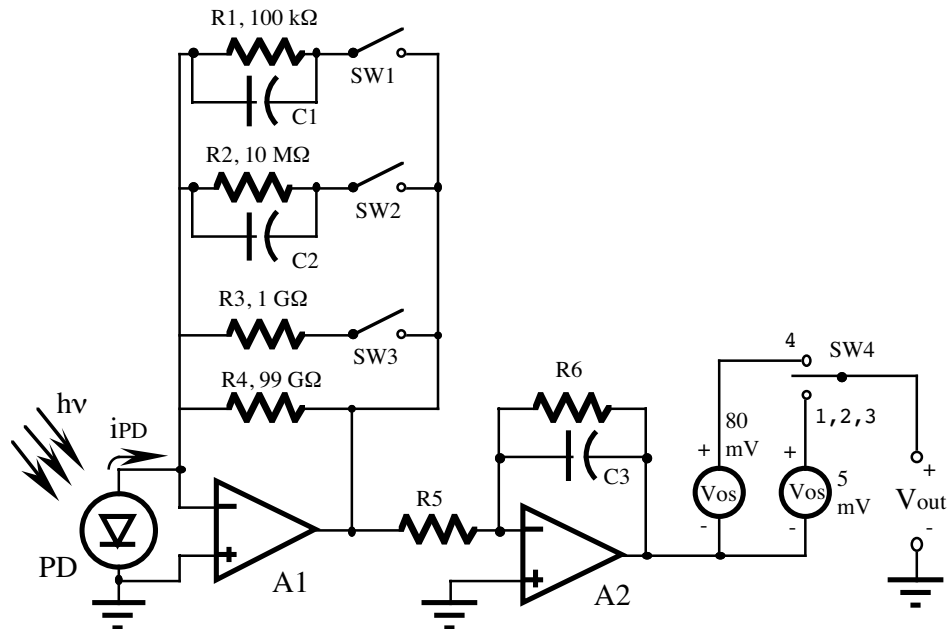 R1, 100 kΩ
SW1
C1
R2, 10 MΩ
SW2
C2
R3, 1 GΩ
SW3
R4, 99 GΩ
hν
iPD
PD
A1
R5
R6
C3
A2
4
SW4
1,2,3
80
mV
+
Vos
-
+
Vos
-
5
mV
+
Vout
-